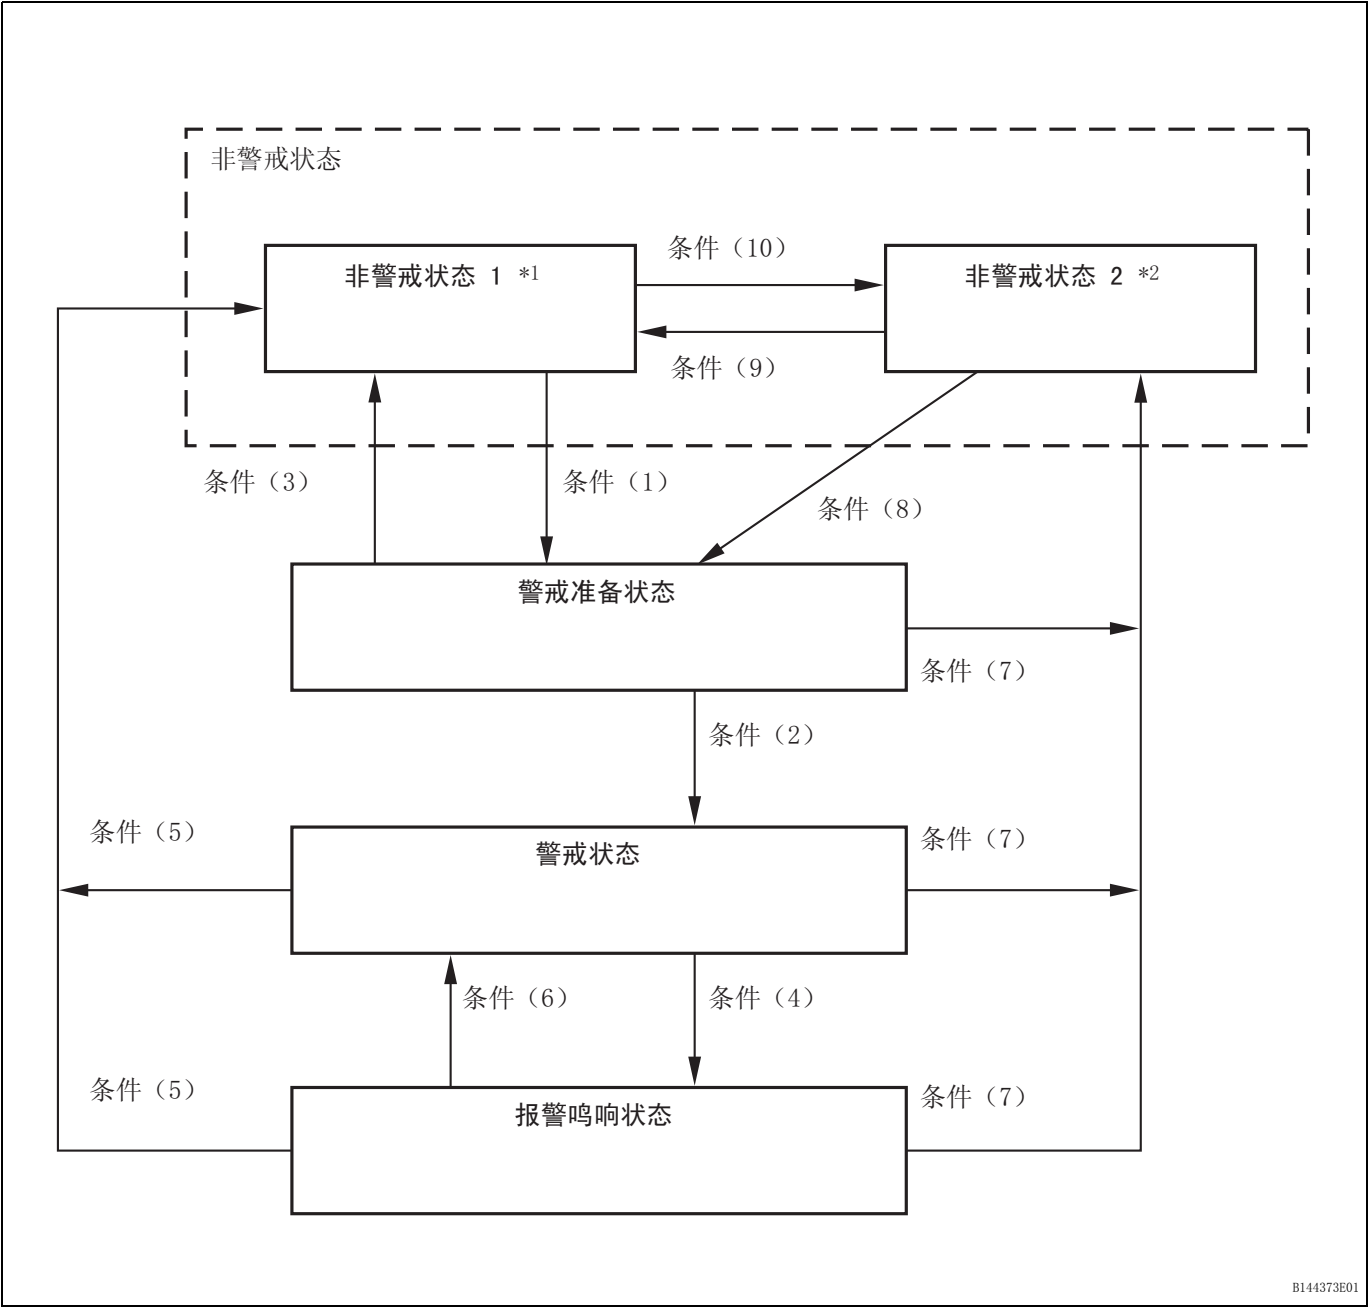 非警戒状态
条件（10）
非警戒状态 1 *1
非警戒状态 2 *2
条件（9）
条件（3）
条件（1）
条件（8）
警戒准备状态
条件（7）
条件（2）
条件（5）
警戒状态
条件（7）
条件（6）
条件（4）
条件（5）
报警鸣响状态
条件（7）
B144373E01